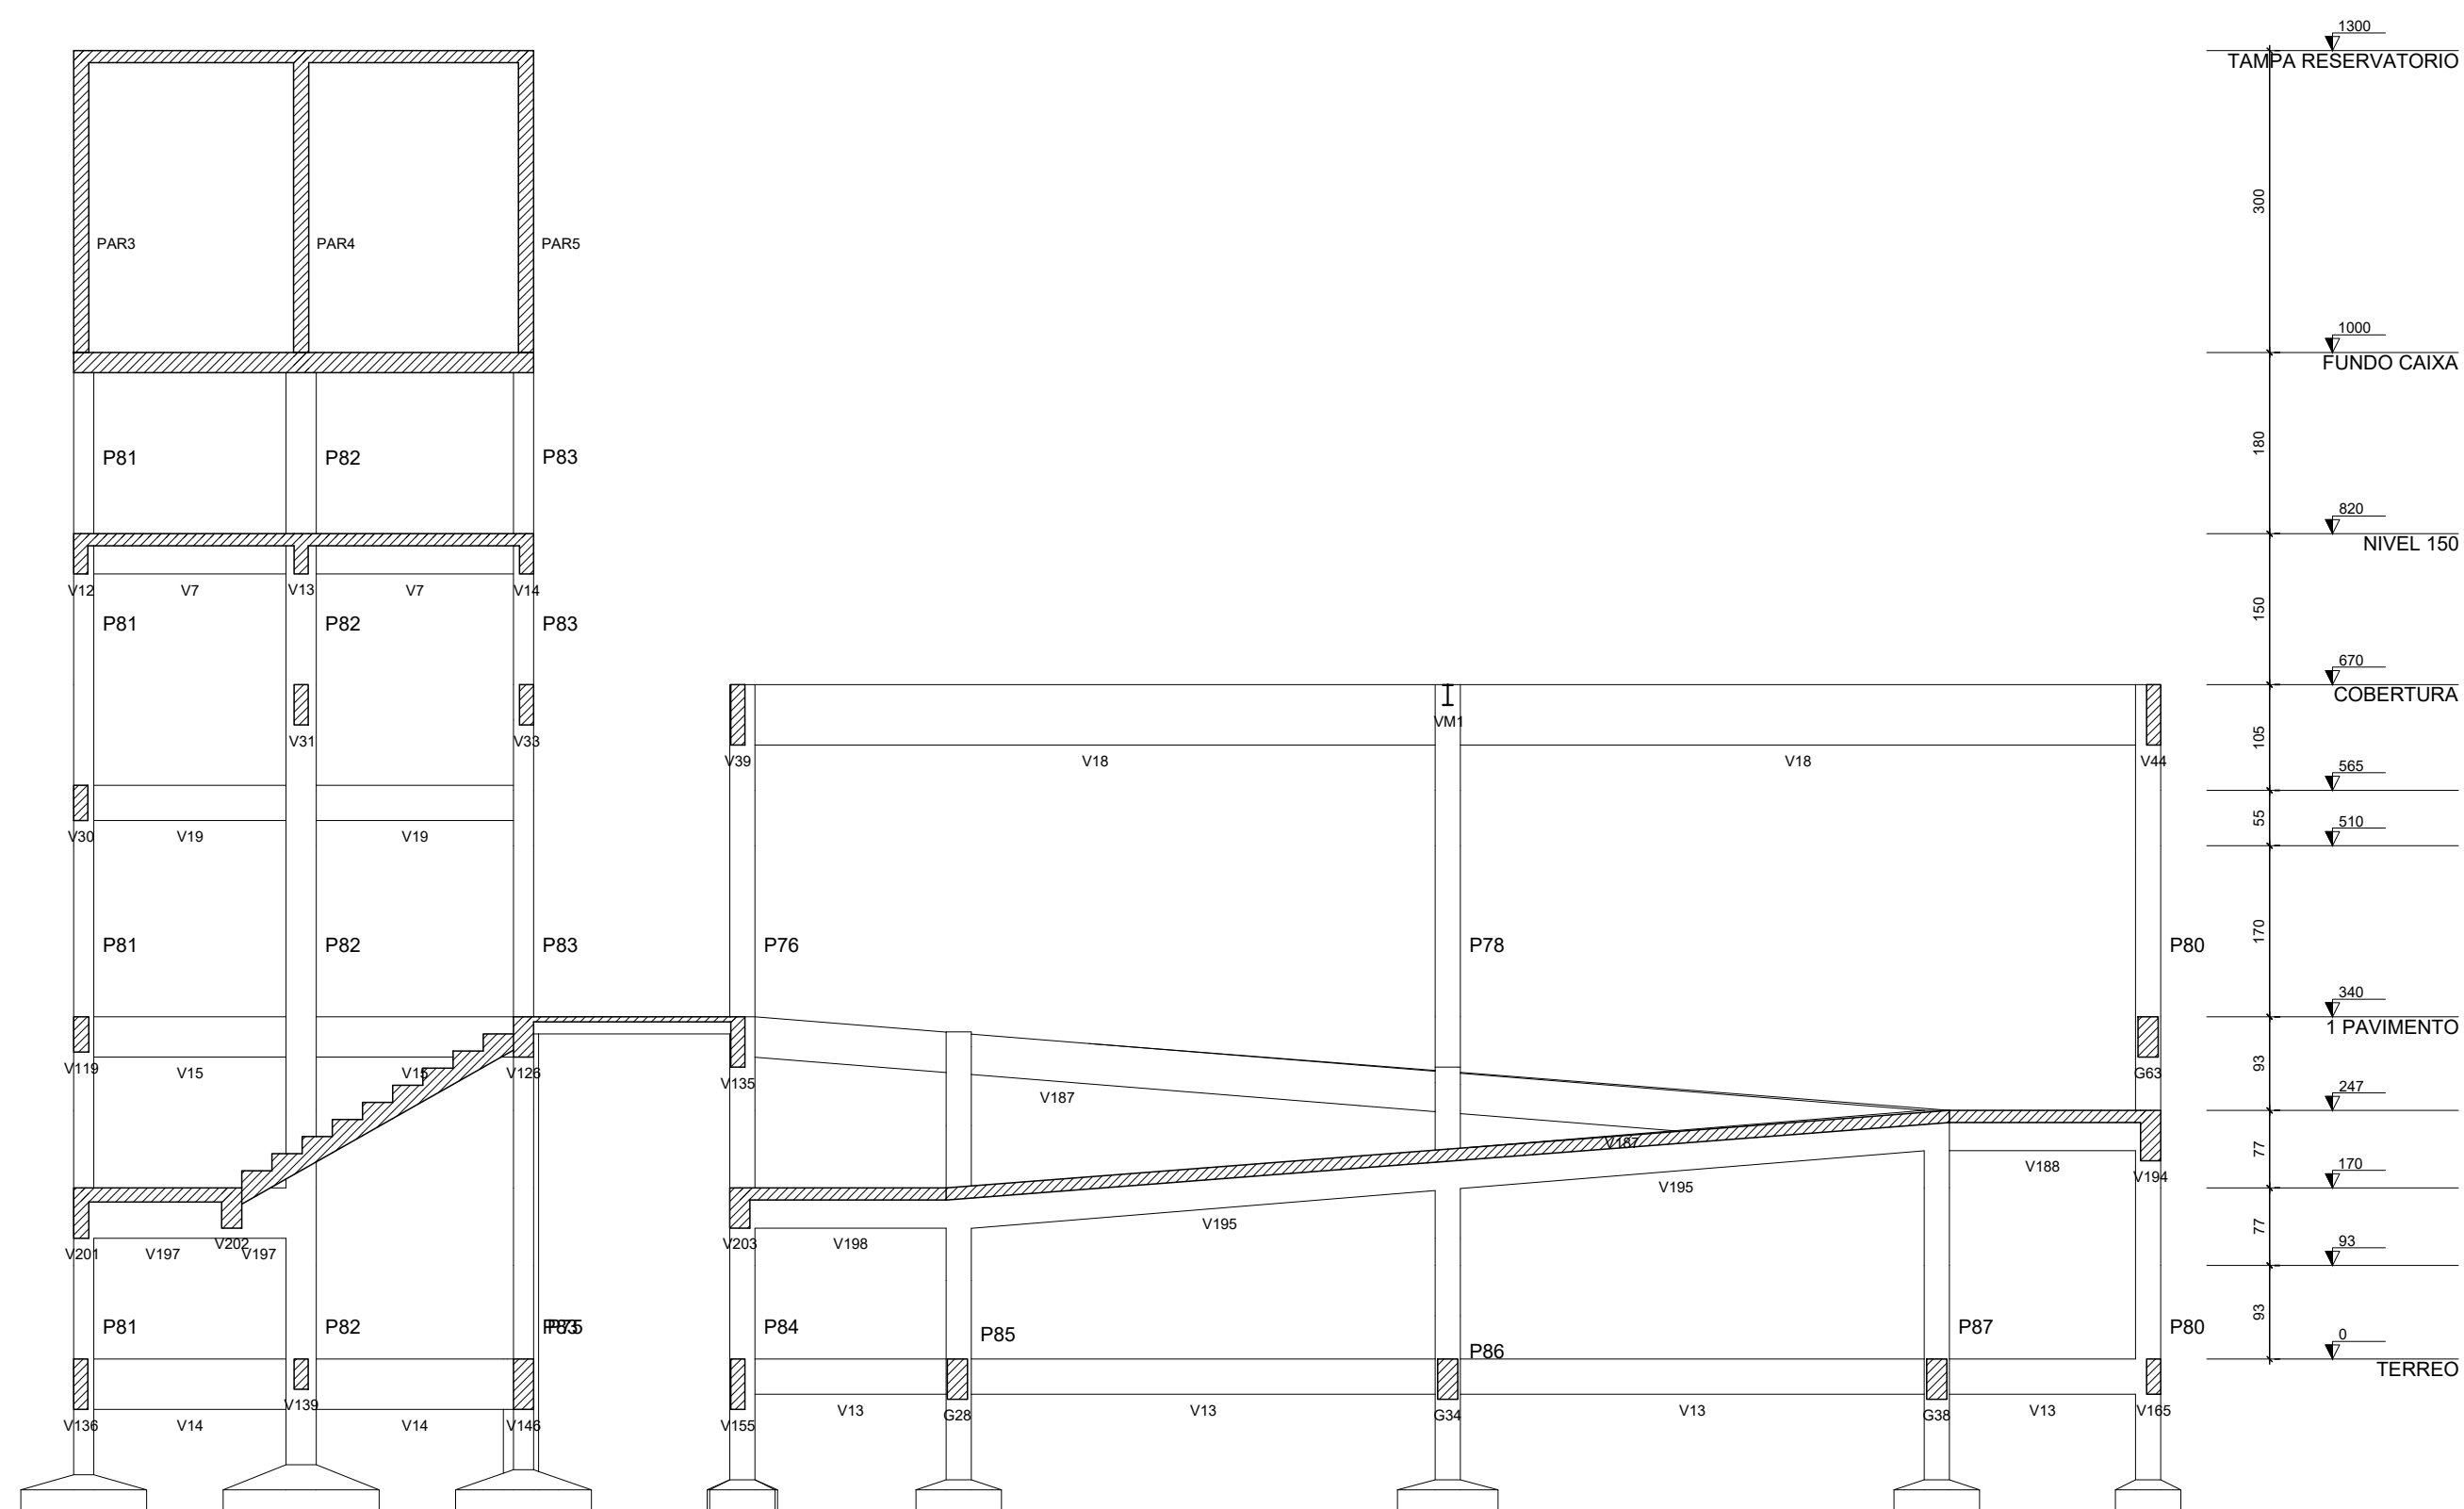 1300
TAMPA RESERVATORIO
300
PAR3 PAR4 PAR5
1000
FUNDO CAIXA
180
P81 P82 P83
820
NIVEL 150
V12 V7 V13 V7 V14
150
P81 P82 P83
670
COBERTURA
V31 V33 VM1
105
V39 V18 V18 V44
565
55
510
V30 V19 V19
170
P81 P82 P83 P76 P78 P80
340
1 PAVIMENTO
93
V119 V15 V15 V126 V135 G63
V187
247
77
V187
V188 V194
170
V195
V195
77
V201 V197 V202 V197 V203 V198
93
93
P81 P82 P83 P75 P84 P85 P86 P87 P80
0
TERREO
V136 V14 V139 V14 V146 V155 V13 G28 V13 G34 V13 G38 V13 V165